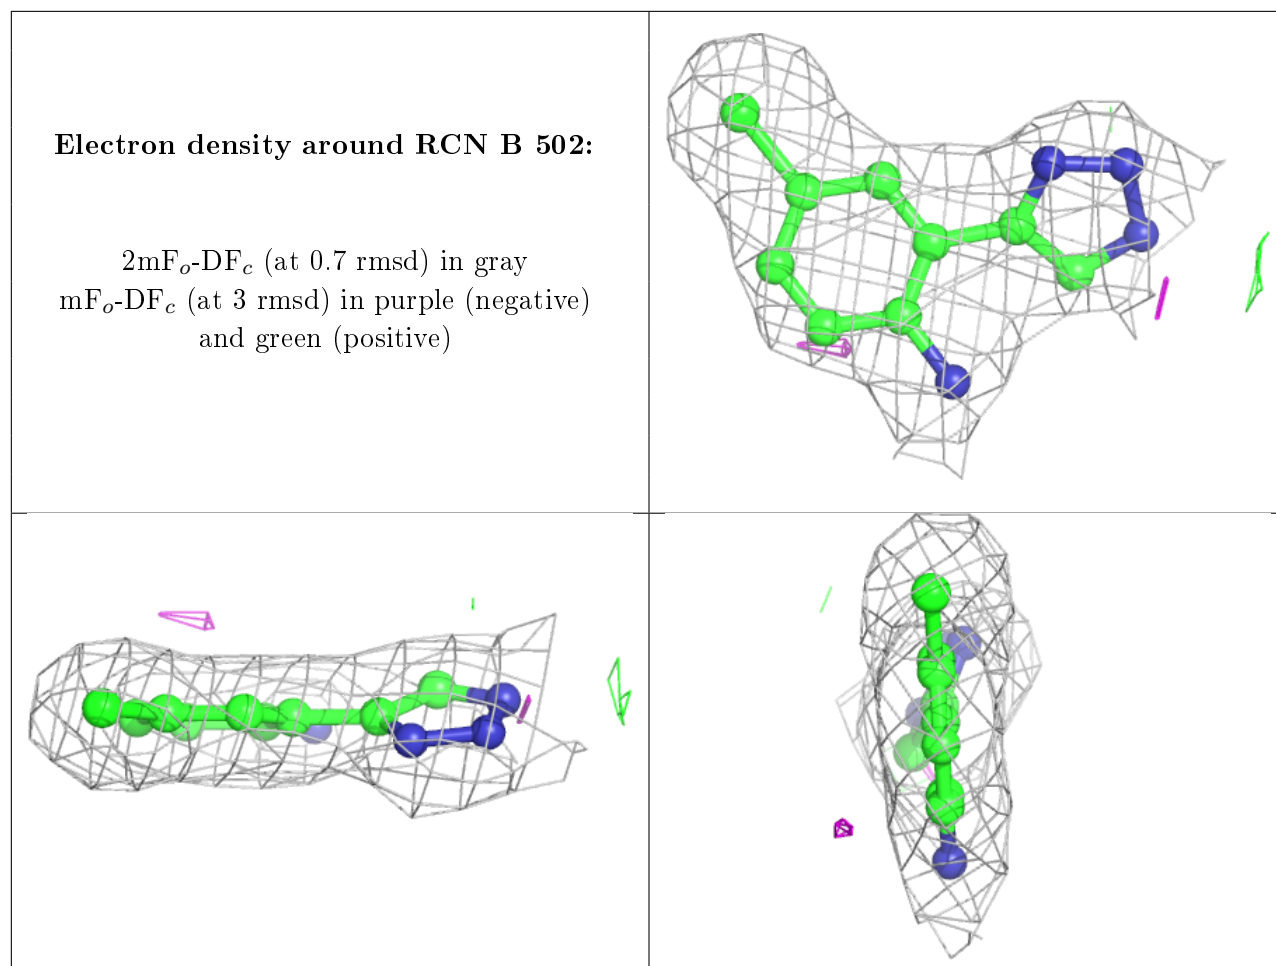 Electron density around RCN B 502:
2mFo-DFc (at 0.7 rmsd) in gray
mFo-DFc (at 3 rmsd) in purple (negative)
and green (positive)